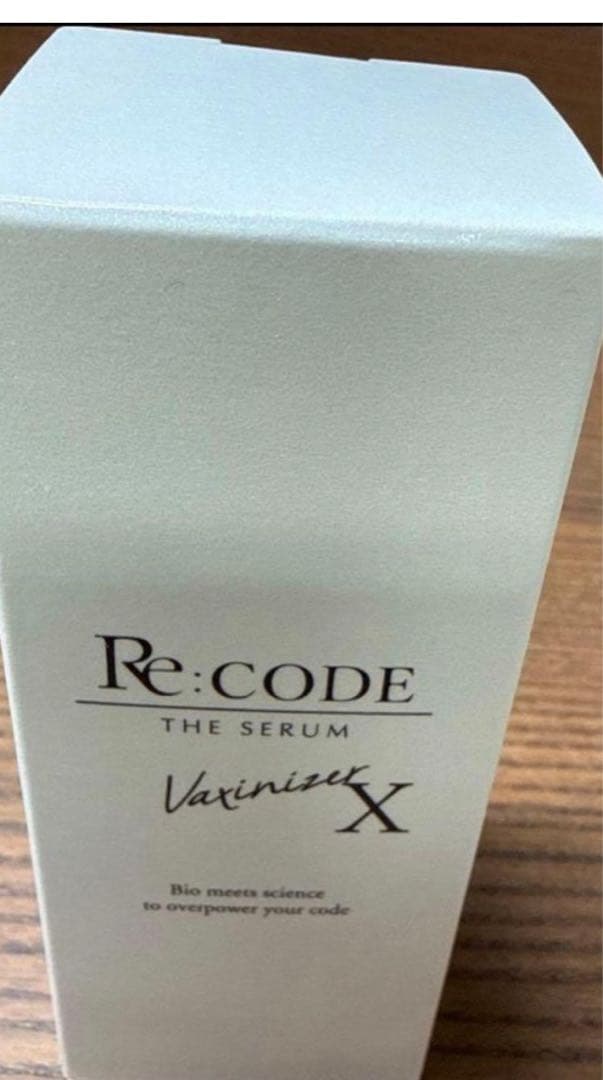 Re:CODE
THE SERUM
Vaxinizer
X
Bio meets science
to overpower your code